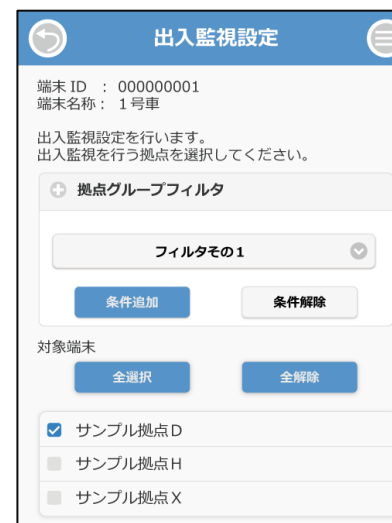 出入監視設定
端末 ID ： 000000001
端末名称： 1号車
出入監視設定を行います。
出入監視を行う拠点を選択してください。
拠点グループフィルタ
フィルタその１
条件追加 条件解除
対象端末
全選択 全解除
サンプル拠点Ｄ
サンプル拠点Ｈ
サンプル拠点Ｘ